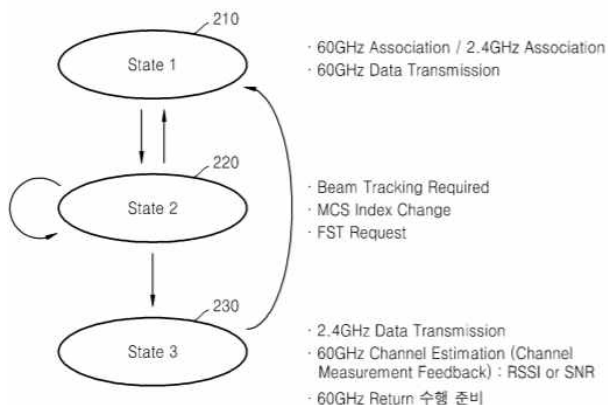 210
State 1
· 60GHz Association / 2.4GHz Association
· 60GHz Data Transmission
220
State 2
· Beam Tracking Required
· MCS Index Change
· FST Request
230
State 3
· 2.4GHz Data Transmission
· 60GHz Channel Estimation (Channel
Measurement Feedback) : RSSI or SNR
· 60GHz Return 수행 준비